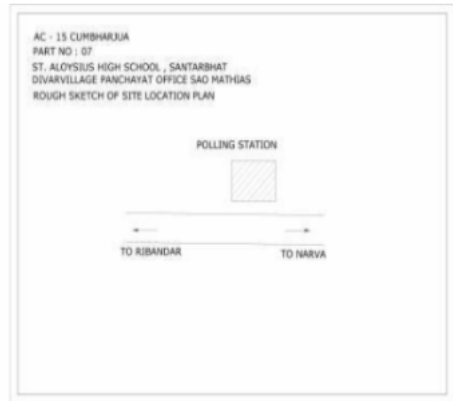 AC - 15 CUMBHARJUA
PART NO : 07
ST. ALOYSIUS HIGH SCHOOL , SANTARBHAT
DIVARVILLAGE PANCHAYAT OFFICE SAO MATHIAS
ROUGH SKETCH OF SITE LOCATION PLAN
POLLING STATION
TO RIBANDAR
TO NARVA